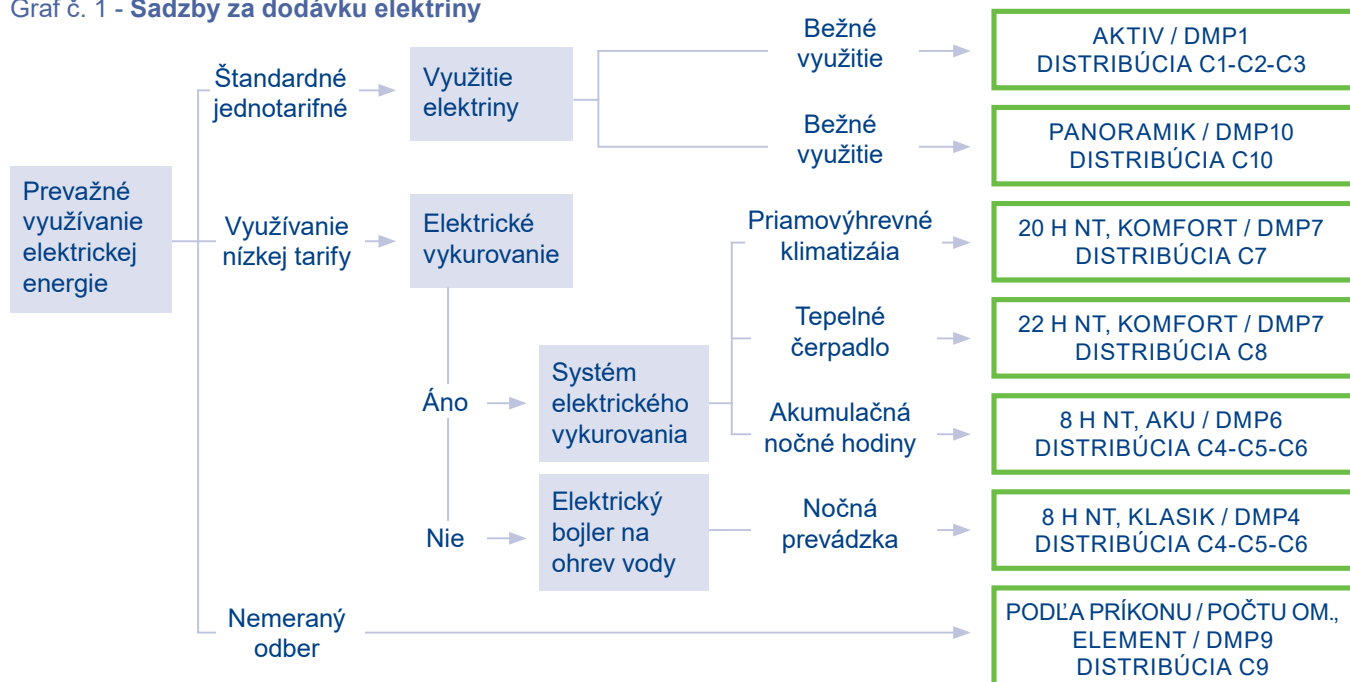 Graf č. 1 - Sadzby za dodávku elektriny
Prevažné
využívanie
elektrickej
energie
Štandardné
jednotarifné
Využitie
elektriny
Bežné
využitie
AKTIV / DMP1
DISTRIBÚCIA C1-C2-C3
Bežné
využitie
PANORAMIK / DMP10
DISTRIBÚCIA C10
Využívanie
nízkej tarify
Elektrické
vykurovanie
Áno
Systém
elektrického
vykurovania
Priamovýhrevné
klimatizáia
20 H NT, KOMFORT / DMP7
DISTRIBÚCIA C7
Tepelné
čerpadlo
22 H NT, KOMFORT / DMP7
DISTRIBÚCIA C8
Akumulačná
nočné hodiny
8 H NT, AKU / DMP6
DISTRIBÚCIA C4-C5-C6
Nie
Elektrický
bojler na
ohrev vody
Nočná
prevádzka
8 H NT, KLASIK / DMP4
DISTRIBÚCIA C4-C5-C6
Nemeraný
odber
PODĽA PRÍKONU / POČTU OM.,
ELEMENT / DMP9
DISTRIBÚCIA C9